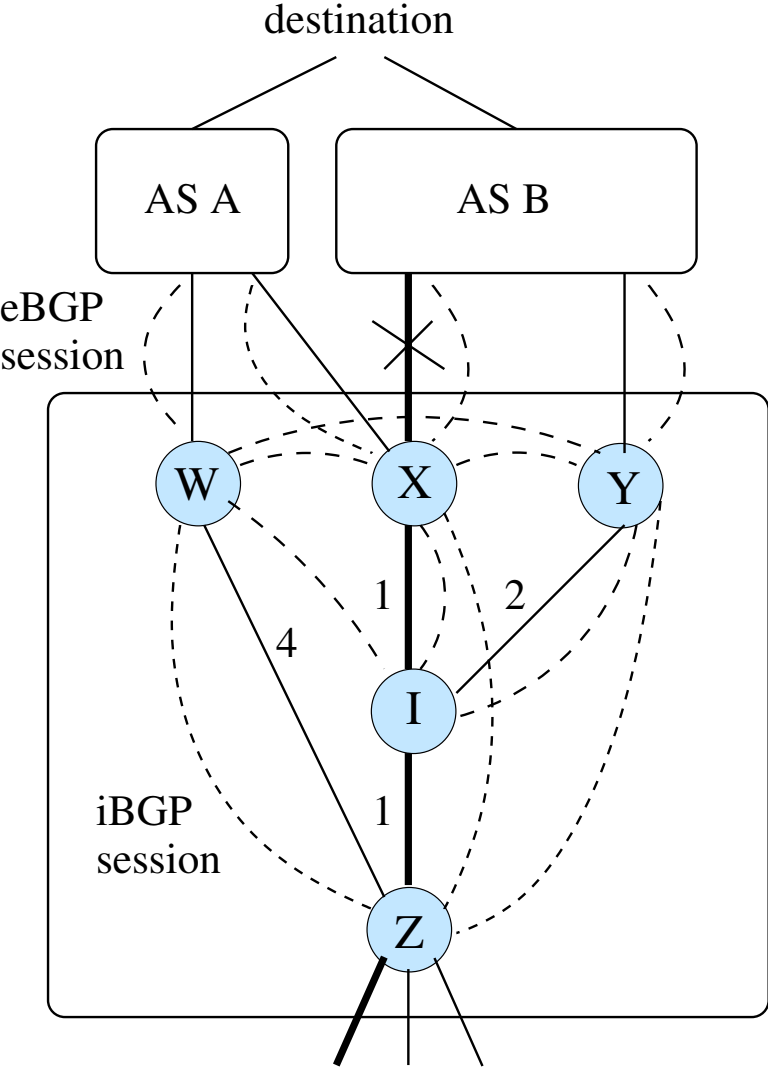 destination
AS A
AS B
eBGP
session
W
X
Y
1
2
4
I
iBGP
session
1
Z